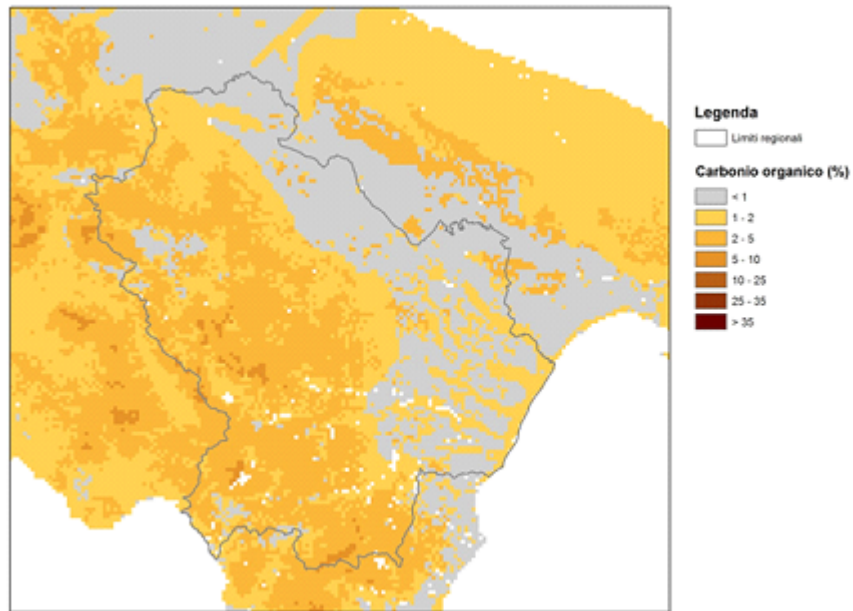 Legenda
Limiti regionali
Carbonio organico (%)
< 1
1 - 2
2 - 5
5 - 10
10 - 25
25 - 35
> 35